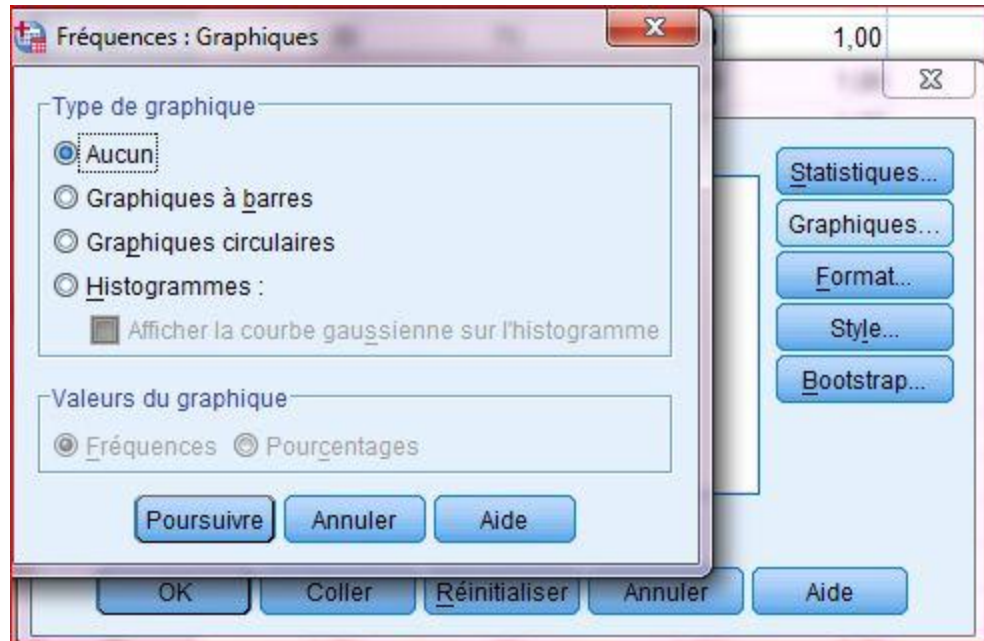 Fréquences : Graphiques
1,00
Type de graphique
Aucun
Graphiques à barres
Graphiques circulaires
Histogrammes :
Afficher la courbe gaussienne sur l'histogramme
Valeurs du graphique
Fréquences Pourcentages
Poursuivre Annuler Aide
Statistiques...
Graphiques...
Format...
Style...
Bootstrap...
OK Coller Réinitialiser Annuler Aide